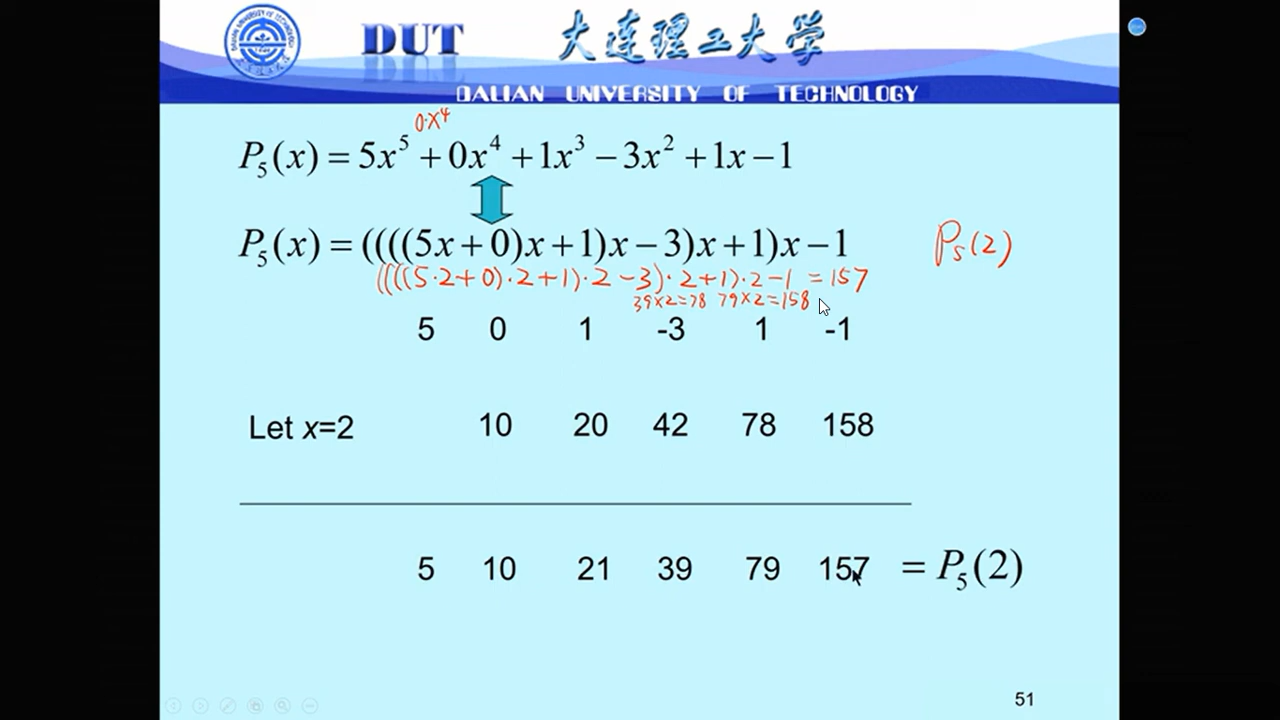 DUT 大连理工大学
DALIAN UNIVERSITY OF TECHNOLOGY
0·x⁴
P₅(x) = 5x⁵ + 0x⁴ + 1x³ − 3x² + 1x − 1
P₅(x) = ((((5x + 0)x + 1)x − 3)x + 1)x − 1 P₅(2)
((((5·2+0)·2+1)·2−3)·2+1)·2−1 = 157
39×2=78 79×2=158
5 0 1 -3 1 -1
Let x=2 10 20 42 78 158
5 10 21 39 79 157 = P₅(2)
51